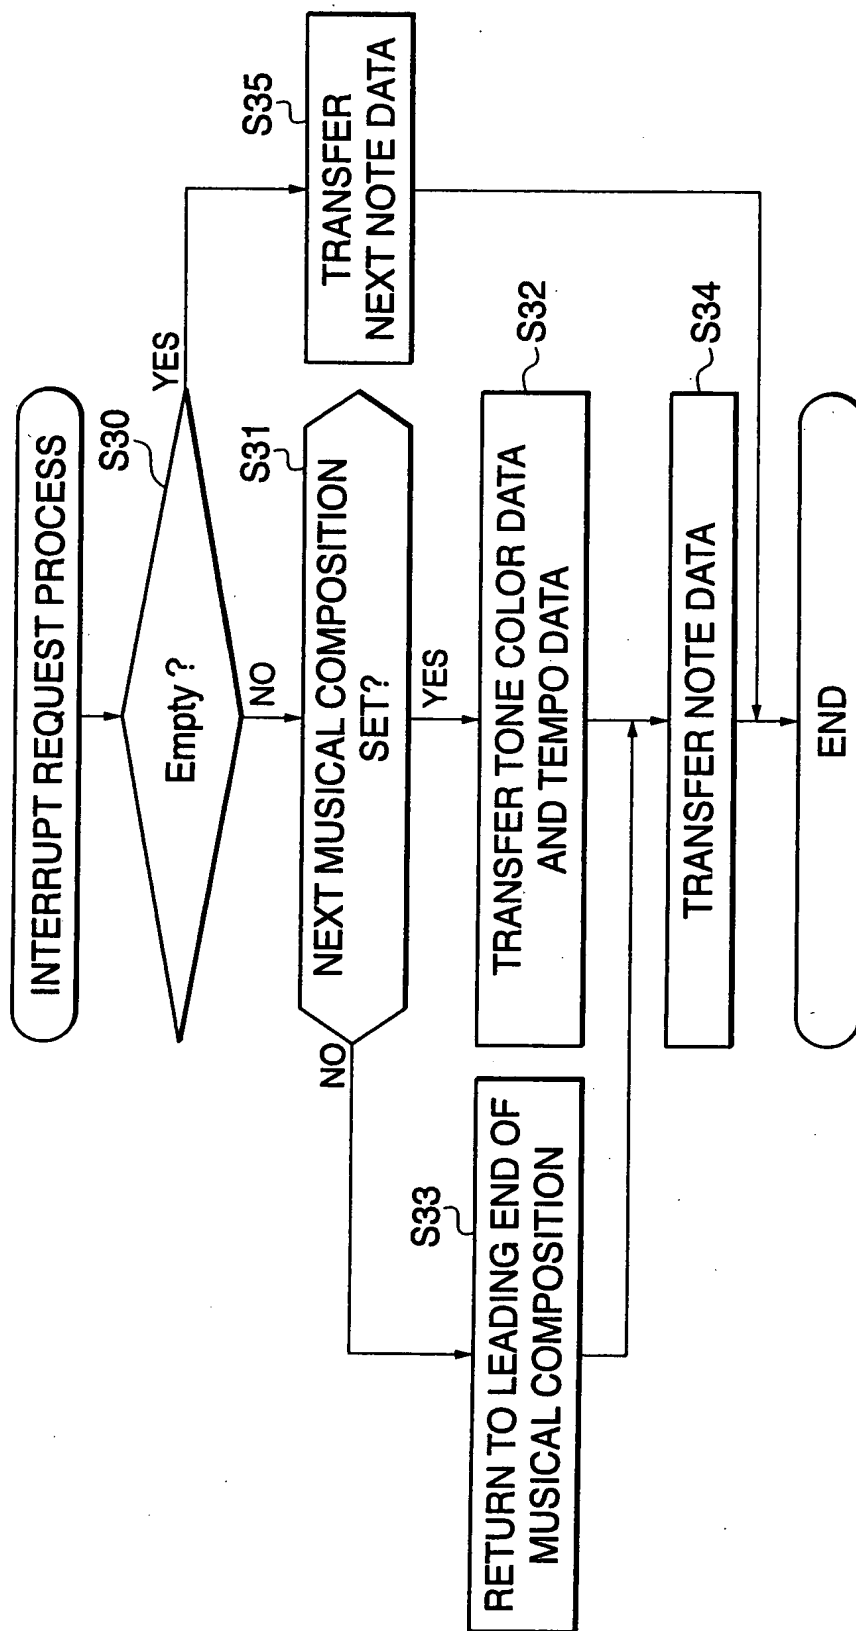 INTERRUPT REQUEST PROCESS
S30
Empty ?
YES
NO
S35
TRANSFER
NEXT NOTE DATA
S31
NEXT MUSICAL COMPOSITION
SET?
NO
YES
S33
RETURN TO LEADING END OF
MUSICAL COMPOSITION
S32
TRANSFER TONE COLOR DATA
AND TEMPO DATA
S34
TRANSFER NOTE DATA
END